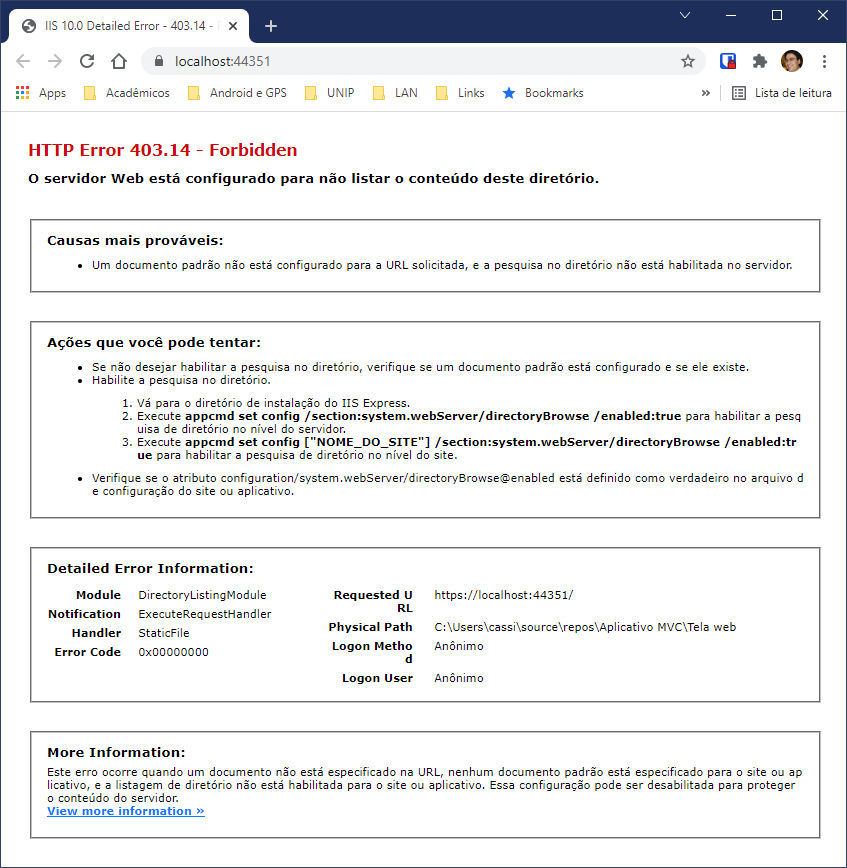 IIS 10.0 Detailed Error - 403.14 -
localhost:44351
Apps Acadêmicos Android e GPS UNIP LAN Links Bookmarks » Lista de leitura
HTTP Error 403.14 - Forbidden
O servidor Web está configurado para não listar o conteúdo deste diretório.
Causas mais prováveis:
• Um documento padrão não está configurado para a URL solicitada, e a pesquisa no diretório não está habilitada no servidor.
Ações que você pode tentar:
• Se não desejar habilitar a pesquisa no diretório, verifique se um documento padrão está configurado e se ele existe.
• Habilite a pesquisa no diretório.
1. Vá para o diretório de instalação do IIS Express.
2. Execute appcmd set config /section:system.webServer/directoryBrowse /enabled:true para habilitar a pesq
uisa de diretório no nível do servidor.
3. Execute appcmd set config ["NOME_DO_SITE"] /section:system.webServer/directoryBrowse /enabled:tr
ue para habilitar a pesquisa de diretório no nível do site.
• Verifique se o atributo configuration/system.webServer/directoryBrowse@enabled está definido como verdadeiro no arquivo d
e configuração do site ou aplicativo.
Detailed Error Information:
Module DirectoryListingModule
Notification ExecuteRequestHandler
Handler StaticFile
Error Code 0x00000000
Requested U https://localhost:44351/
RL
Physical Path C:\Users\cassi\source\repos\Aplicativo MVC\Tela web
Logon Metho Anônimo
d
Logon User Anônimo
More Information:
Este erro ocorre quando um documento não está especificado na URL, nenhum documento padrão está especificado para o site ou ap
licativo, e a listagem de diretório não está habilitada para o site ou aplicativo. Essa configuração pode ser desabilitada para proteger
o conteúdo do servidor.
View more information »